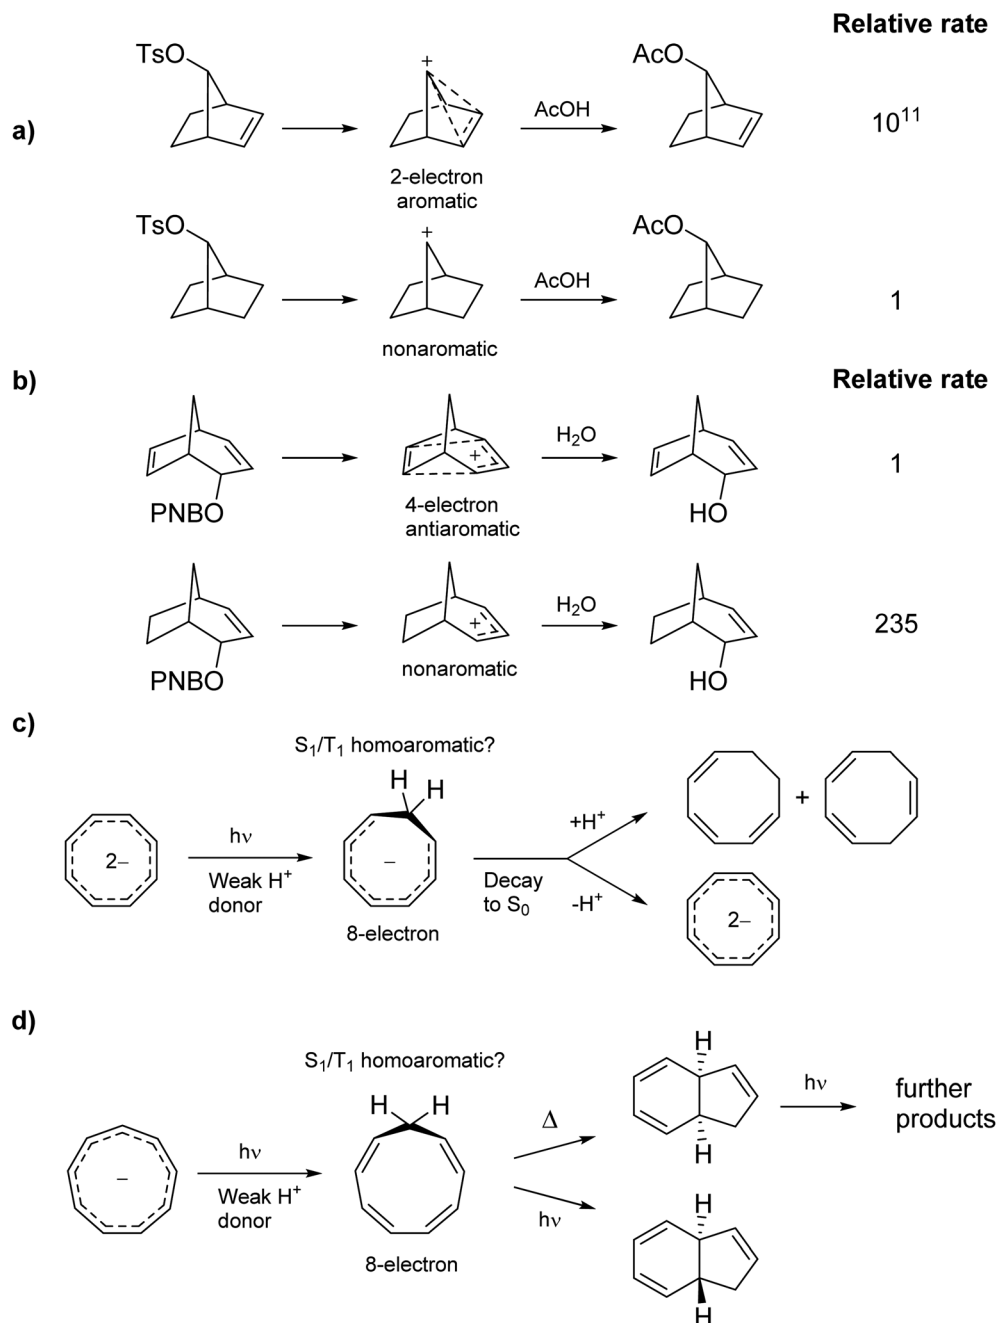 Relative rate
a)
TsO
+
AcOH
AcO
10¹¹
2-electron
aromatic
TsO
+
AcOH
AcO
1
nonaromatic
b)
Relative rate
PNBO
+
H₂O
HO
1
4-electron
antiaromatic
PNBO
+
H₂O
HO
235
nonaromatic
c)
S₁/T₁ homoaromatic?
H
H
2–
hν
Weak H⁺
donor
–
8-electron
Decay
to S₀
+H⁺
-H⁺
+
2–
d)
S₁/T₁ homoaromatic?
H
H
–
hν
Weak H⁺
donor
8-electron
Δ
hν
H
H
hν
further
products
H
H